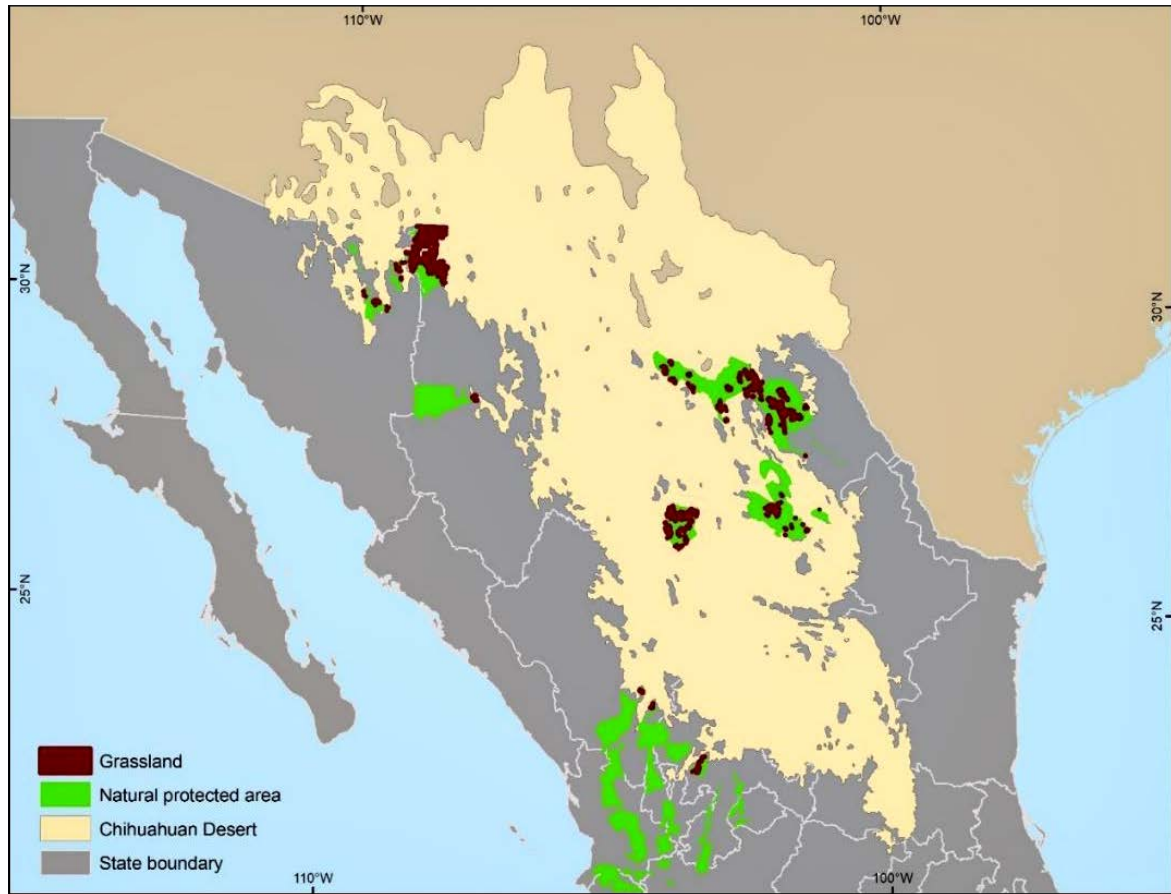 110°W
100°W
30°N
30°N
25°N
25°N
Grassland
Natural protected area
Chihuahuan Desert
State boundary
110°W
100°W